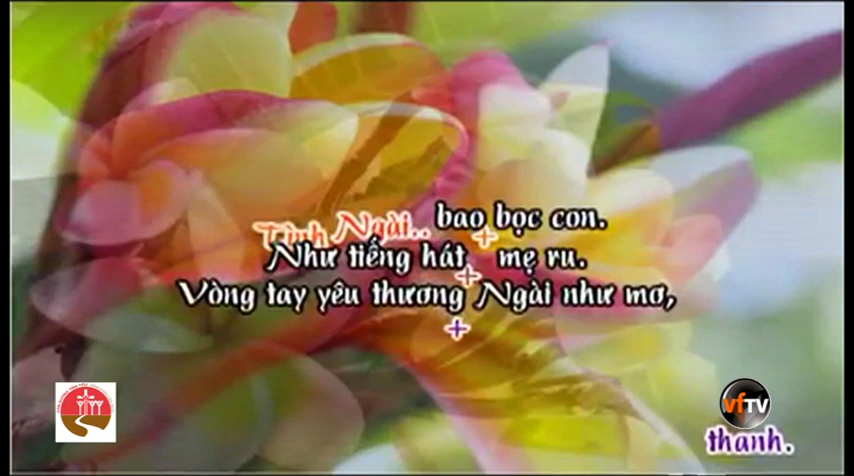 Tình Ngài.. bao bọc con.
Như tiếng hát mẹ ru.
Vòng tay yêu thương Ngài như mơ,
vfTV
thanh.